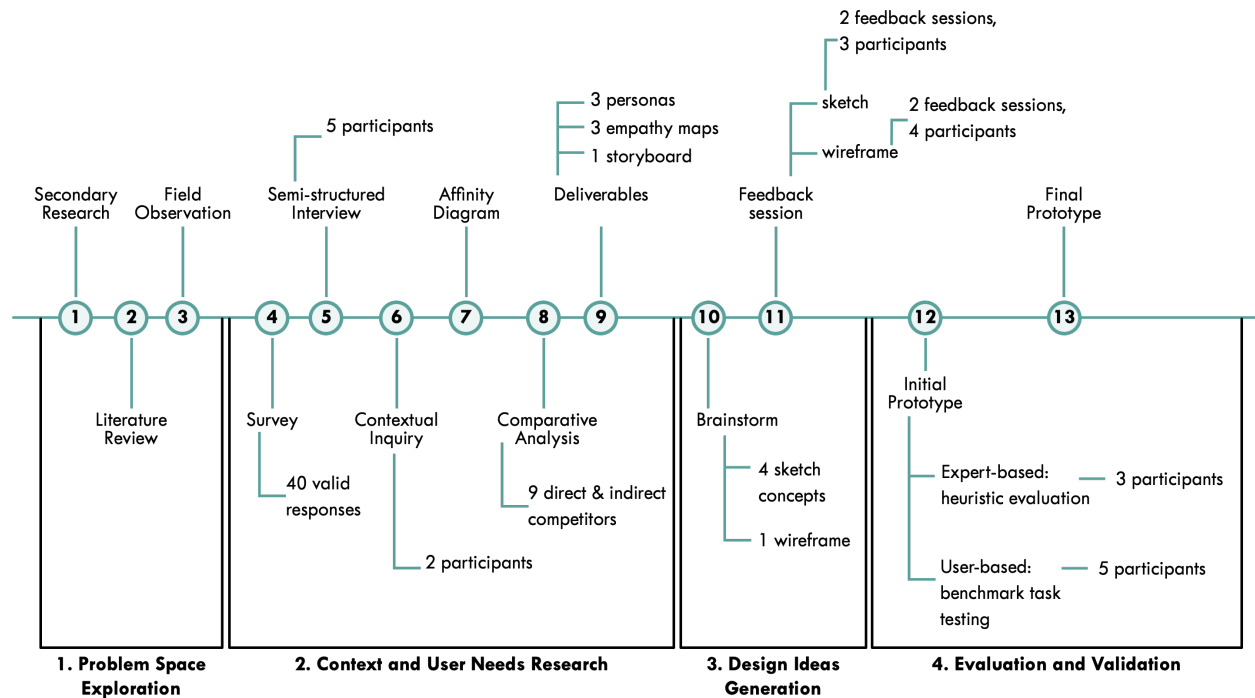 2 feedback sessions,
3 participants
3 personas
sketch
2 feedback sessions,
4 participants
5 participants
3 empathy maps
1 storyboard
wireframe
Secondary
Research
Field
Observation
Semi-structured
Interview
Affinity
Diagram
Deliverables
Feedback
session
Final
Prototype
1
2
3
4
5
6
7
8
9
10
11
12
13
Literature
Review
Survey
40 valid
responses
Contextual
Inquiry
2 participants
Comparative
Analysis
9 direct & indirect
competitors
Brainstorm
4 sketch
concepts
1 wireframe
Initial
Prototype
Expert-based:
heuristic evaluation
3 participants
User-based:
benchmark task
testing
5 participants
1. Problem Space
Exploration
2. Context and User Needs Research
3. Design Ideas
Generation
4. Evaluation and Validation